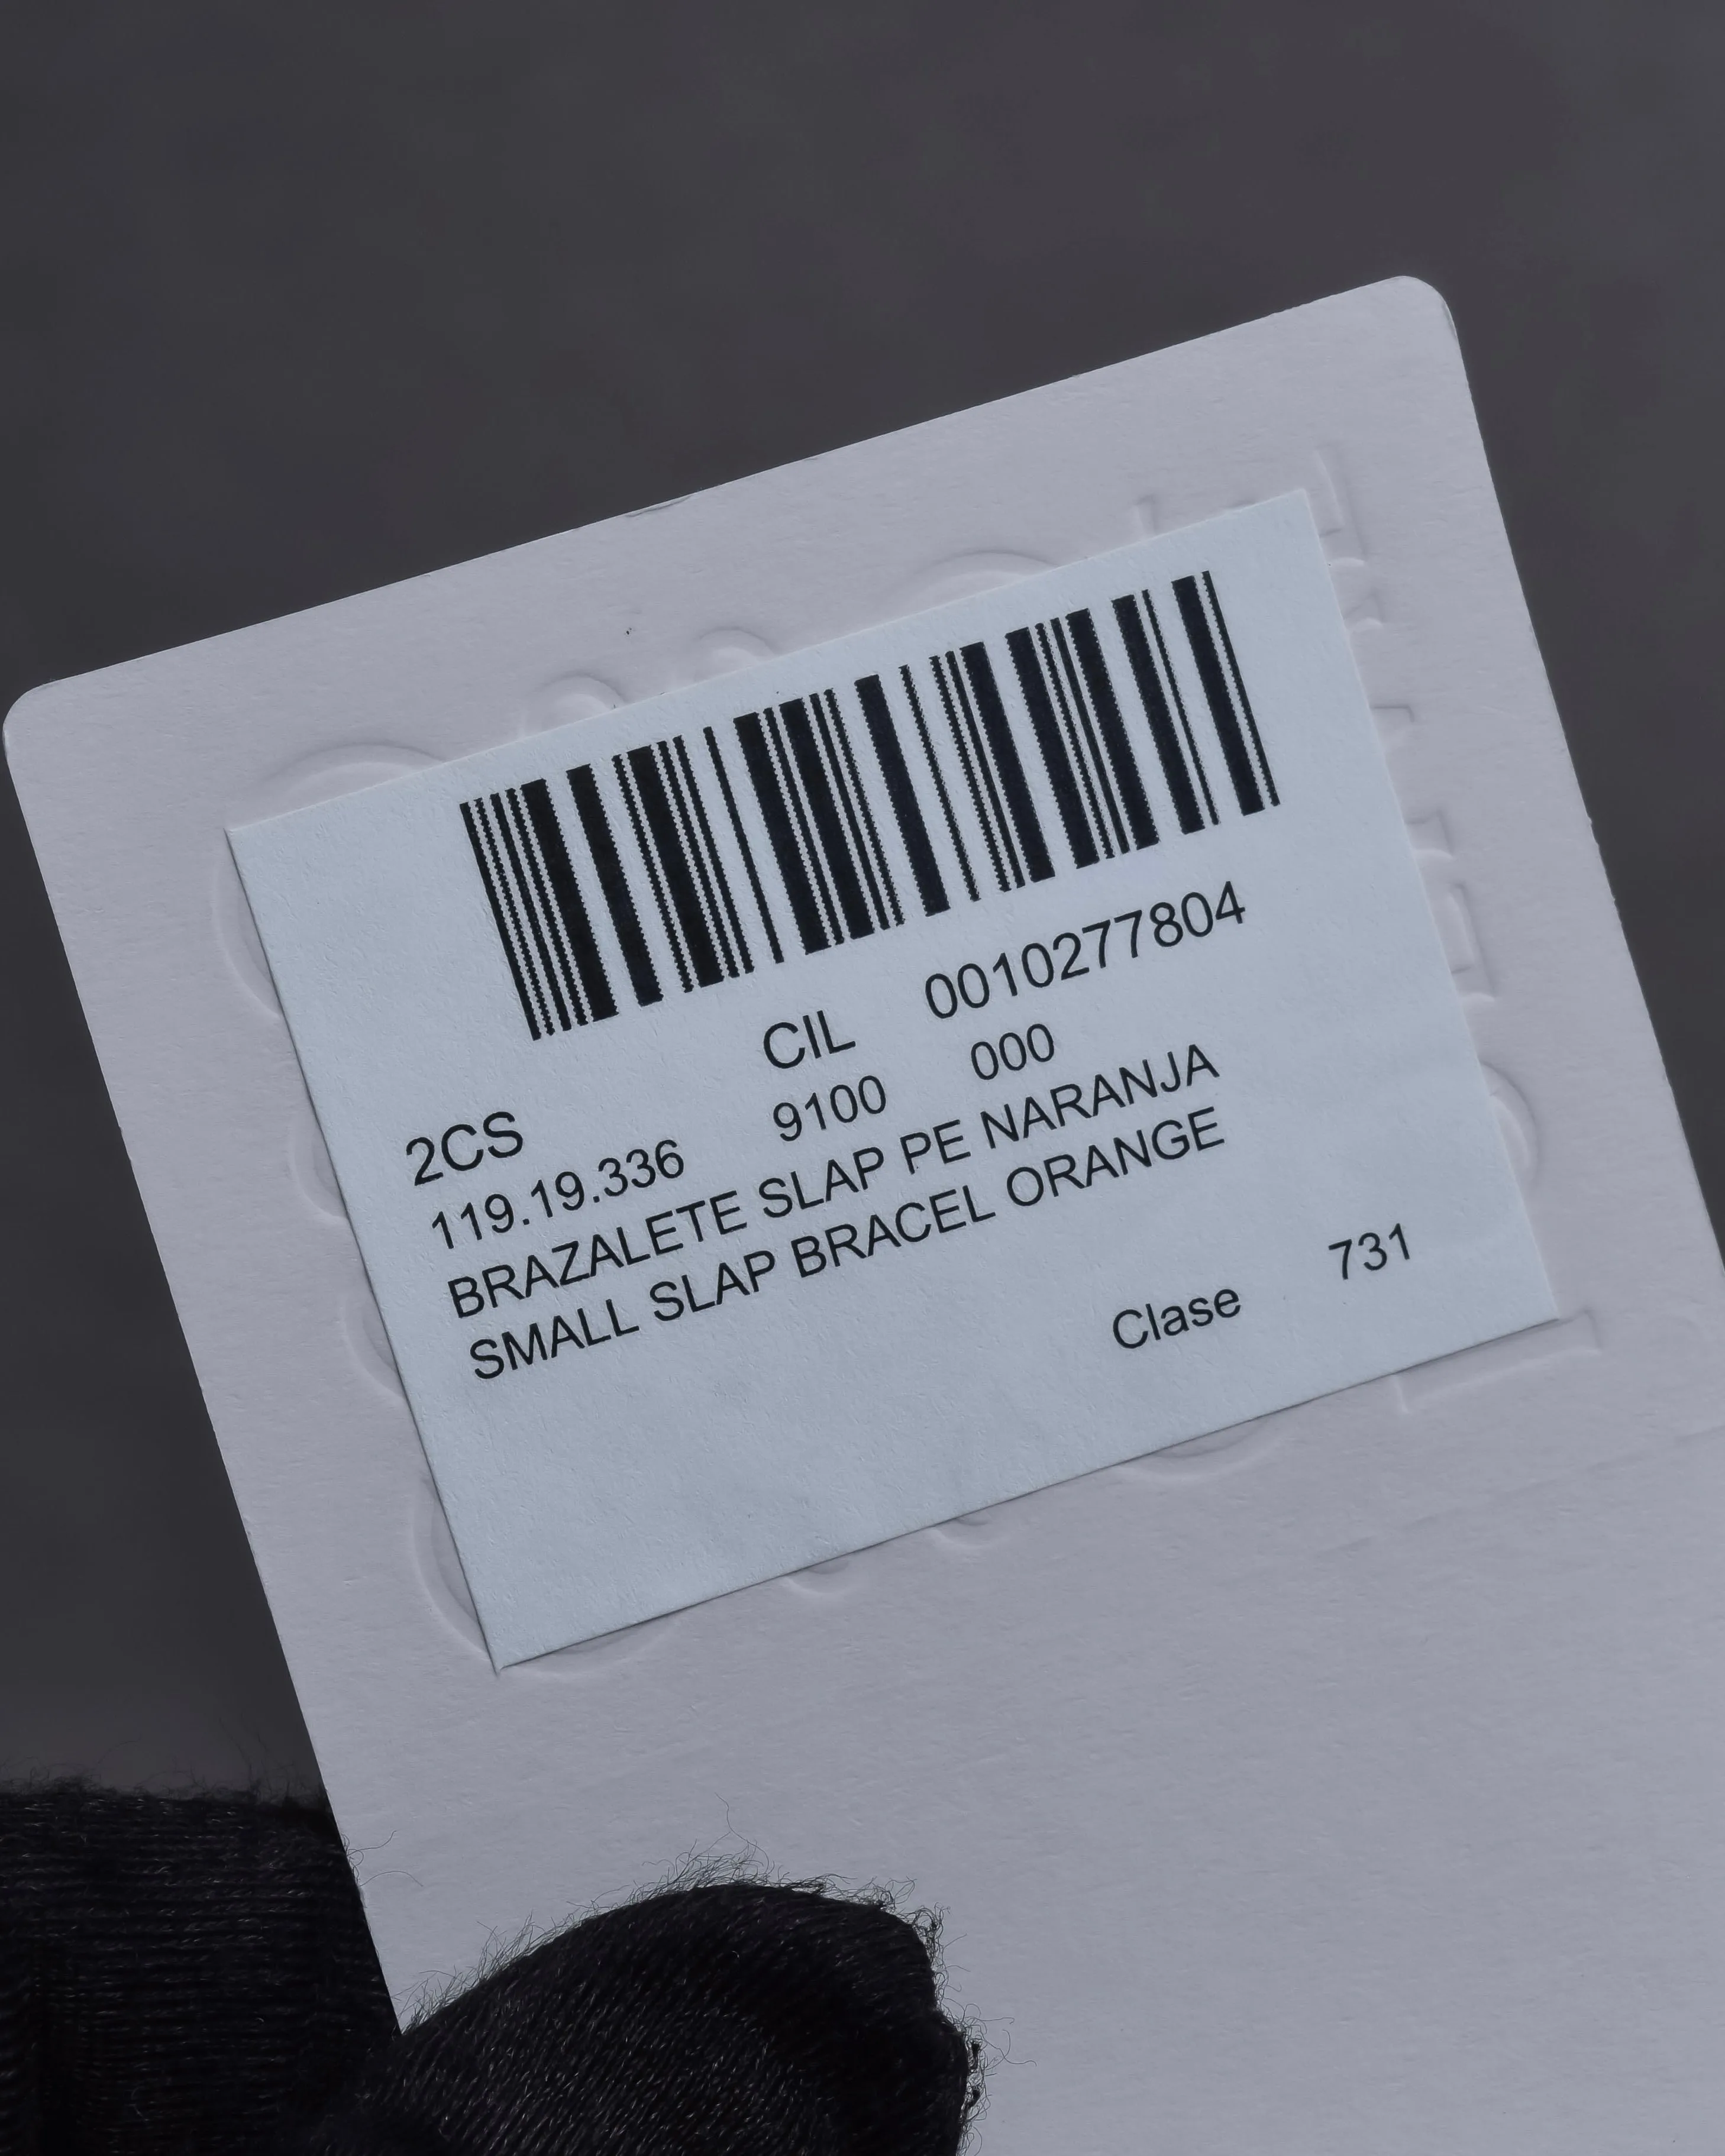 CIL 0010277804
2CS 9100 000
119.19.336
BRAZALETE SLAP PE NARANJA
SMALL SLAP BRACEL ORANGE
Clase 731